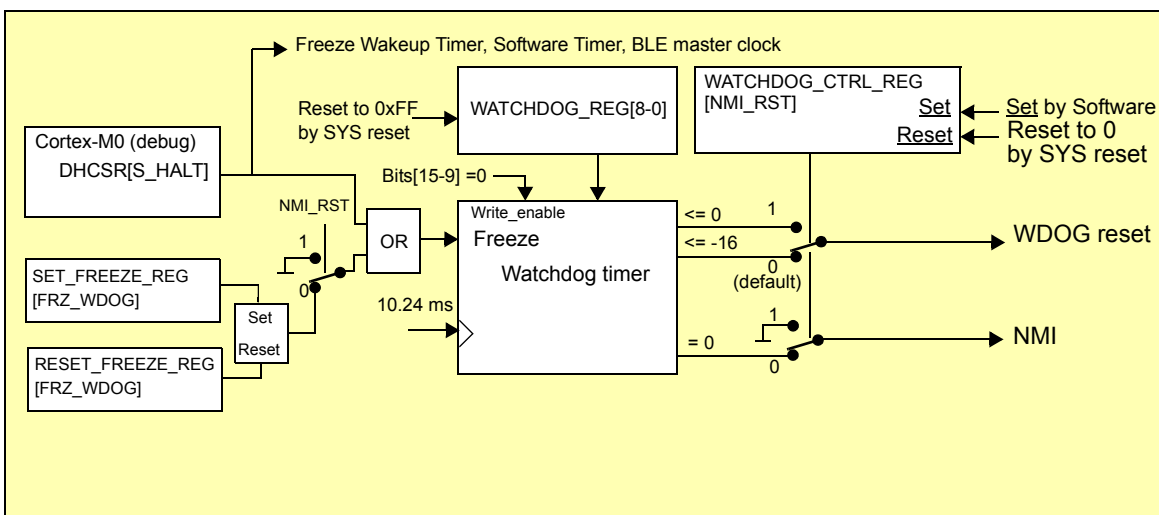 Freeze Wakeup Timer, Software Timer, BLE master clock
Reset to 0xFF
by SYS reset
WATCHDOG_REG[8-0]
WATCHDOG_CTRL_REG
[NMI_RST]
Set
Reset
Set by Software
Reset to 0
by SYS reset
Cortex-M0 (debug)
DHCSR[S_HALT]
Bits[15-9] =0
NMI_RST
1
0
OR
Write_enable
Freeze
Watchdog timer
10.24 ms
<= 0
<= -16
= 0
1
0
(default)
WDOG reset
1
0
NMI
SET_FREEZE_REG
[FRZ_WDOG]
Set
Reset
RESET_FREEZE_REG
[FRZ_WDOG]